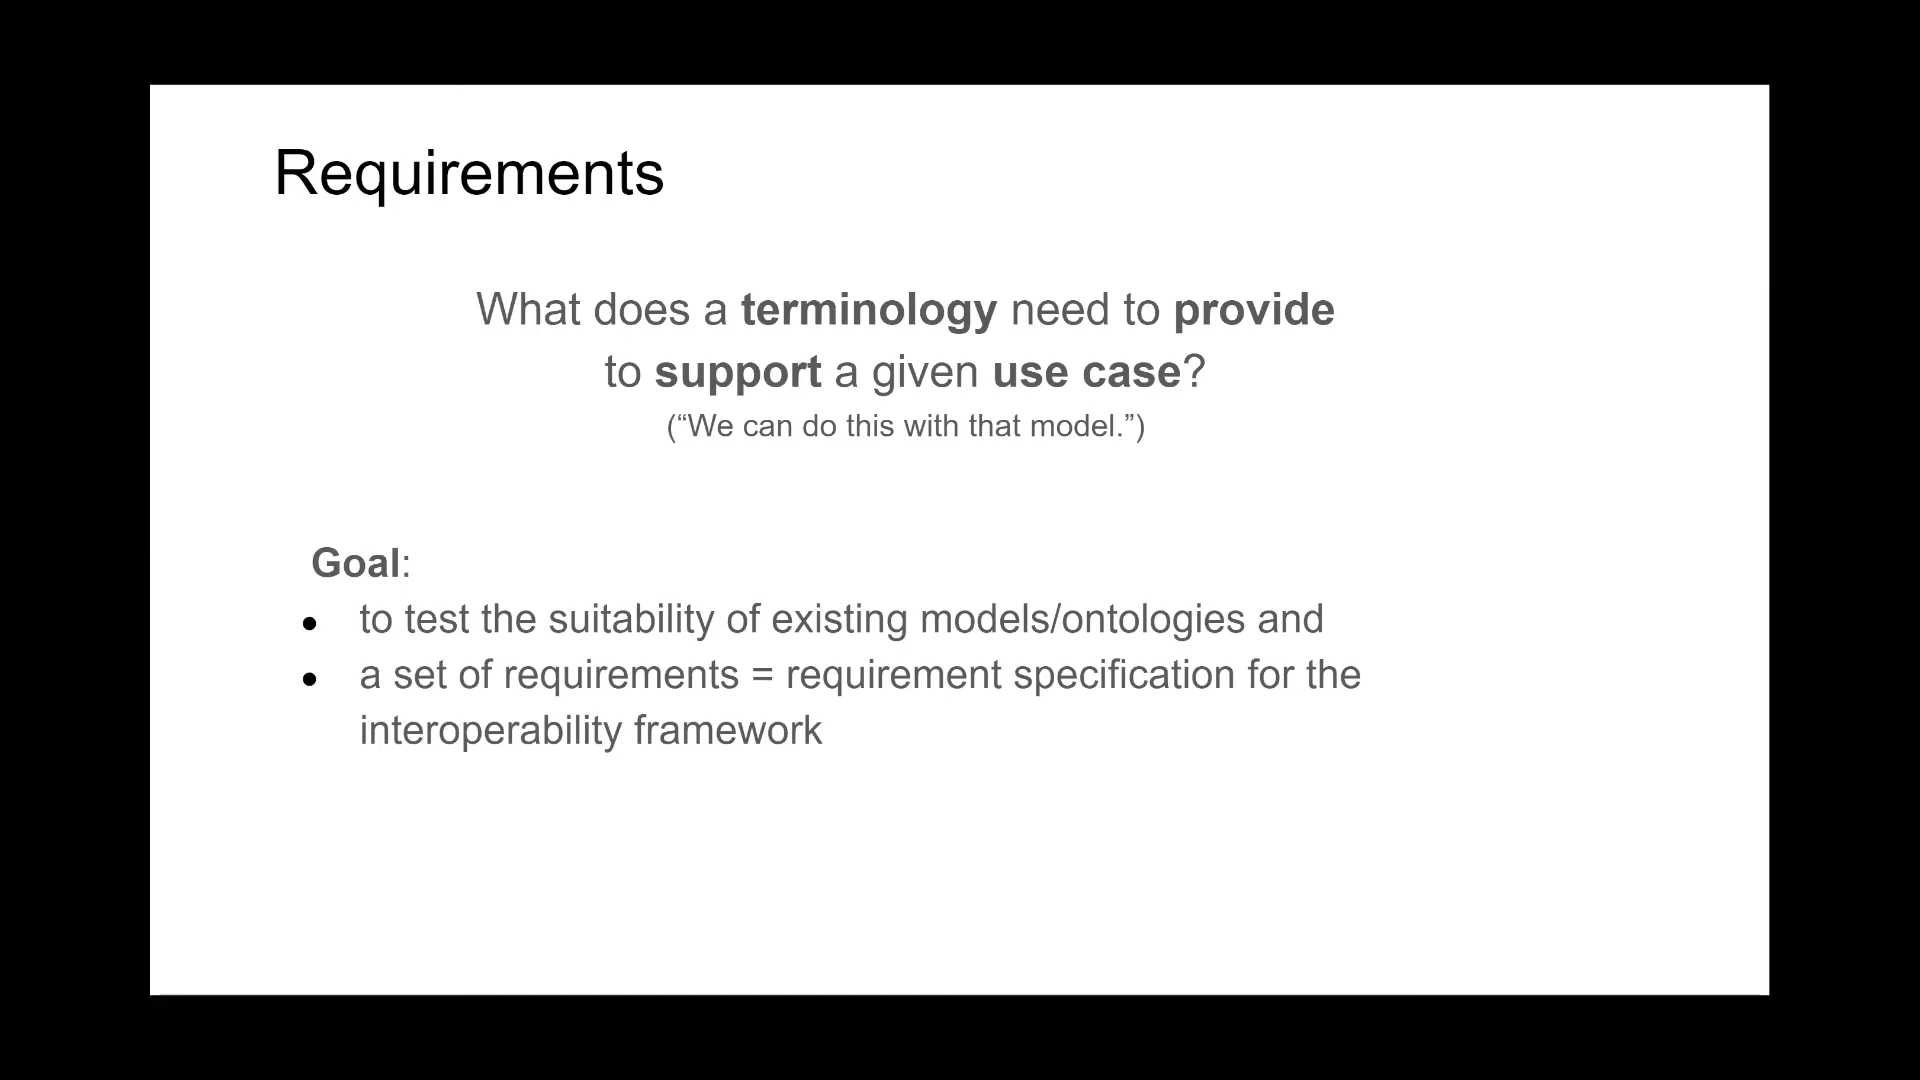 Requirements
What does a terminology need to provide
to support a given use case?
(“We can do this with that model.”)
Goal:
● to test the suitability of existing models/ontologies and
● a set of requirements = requirement specification for the
interoperability framework